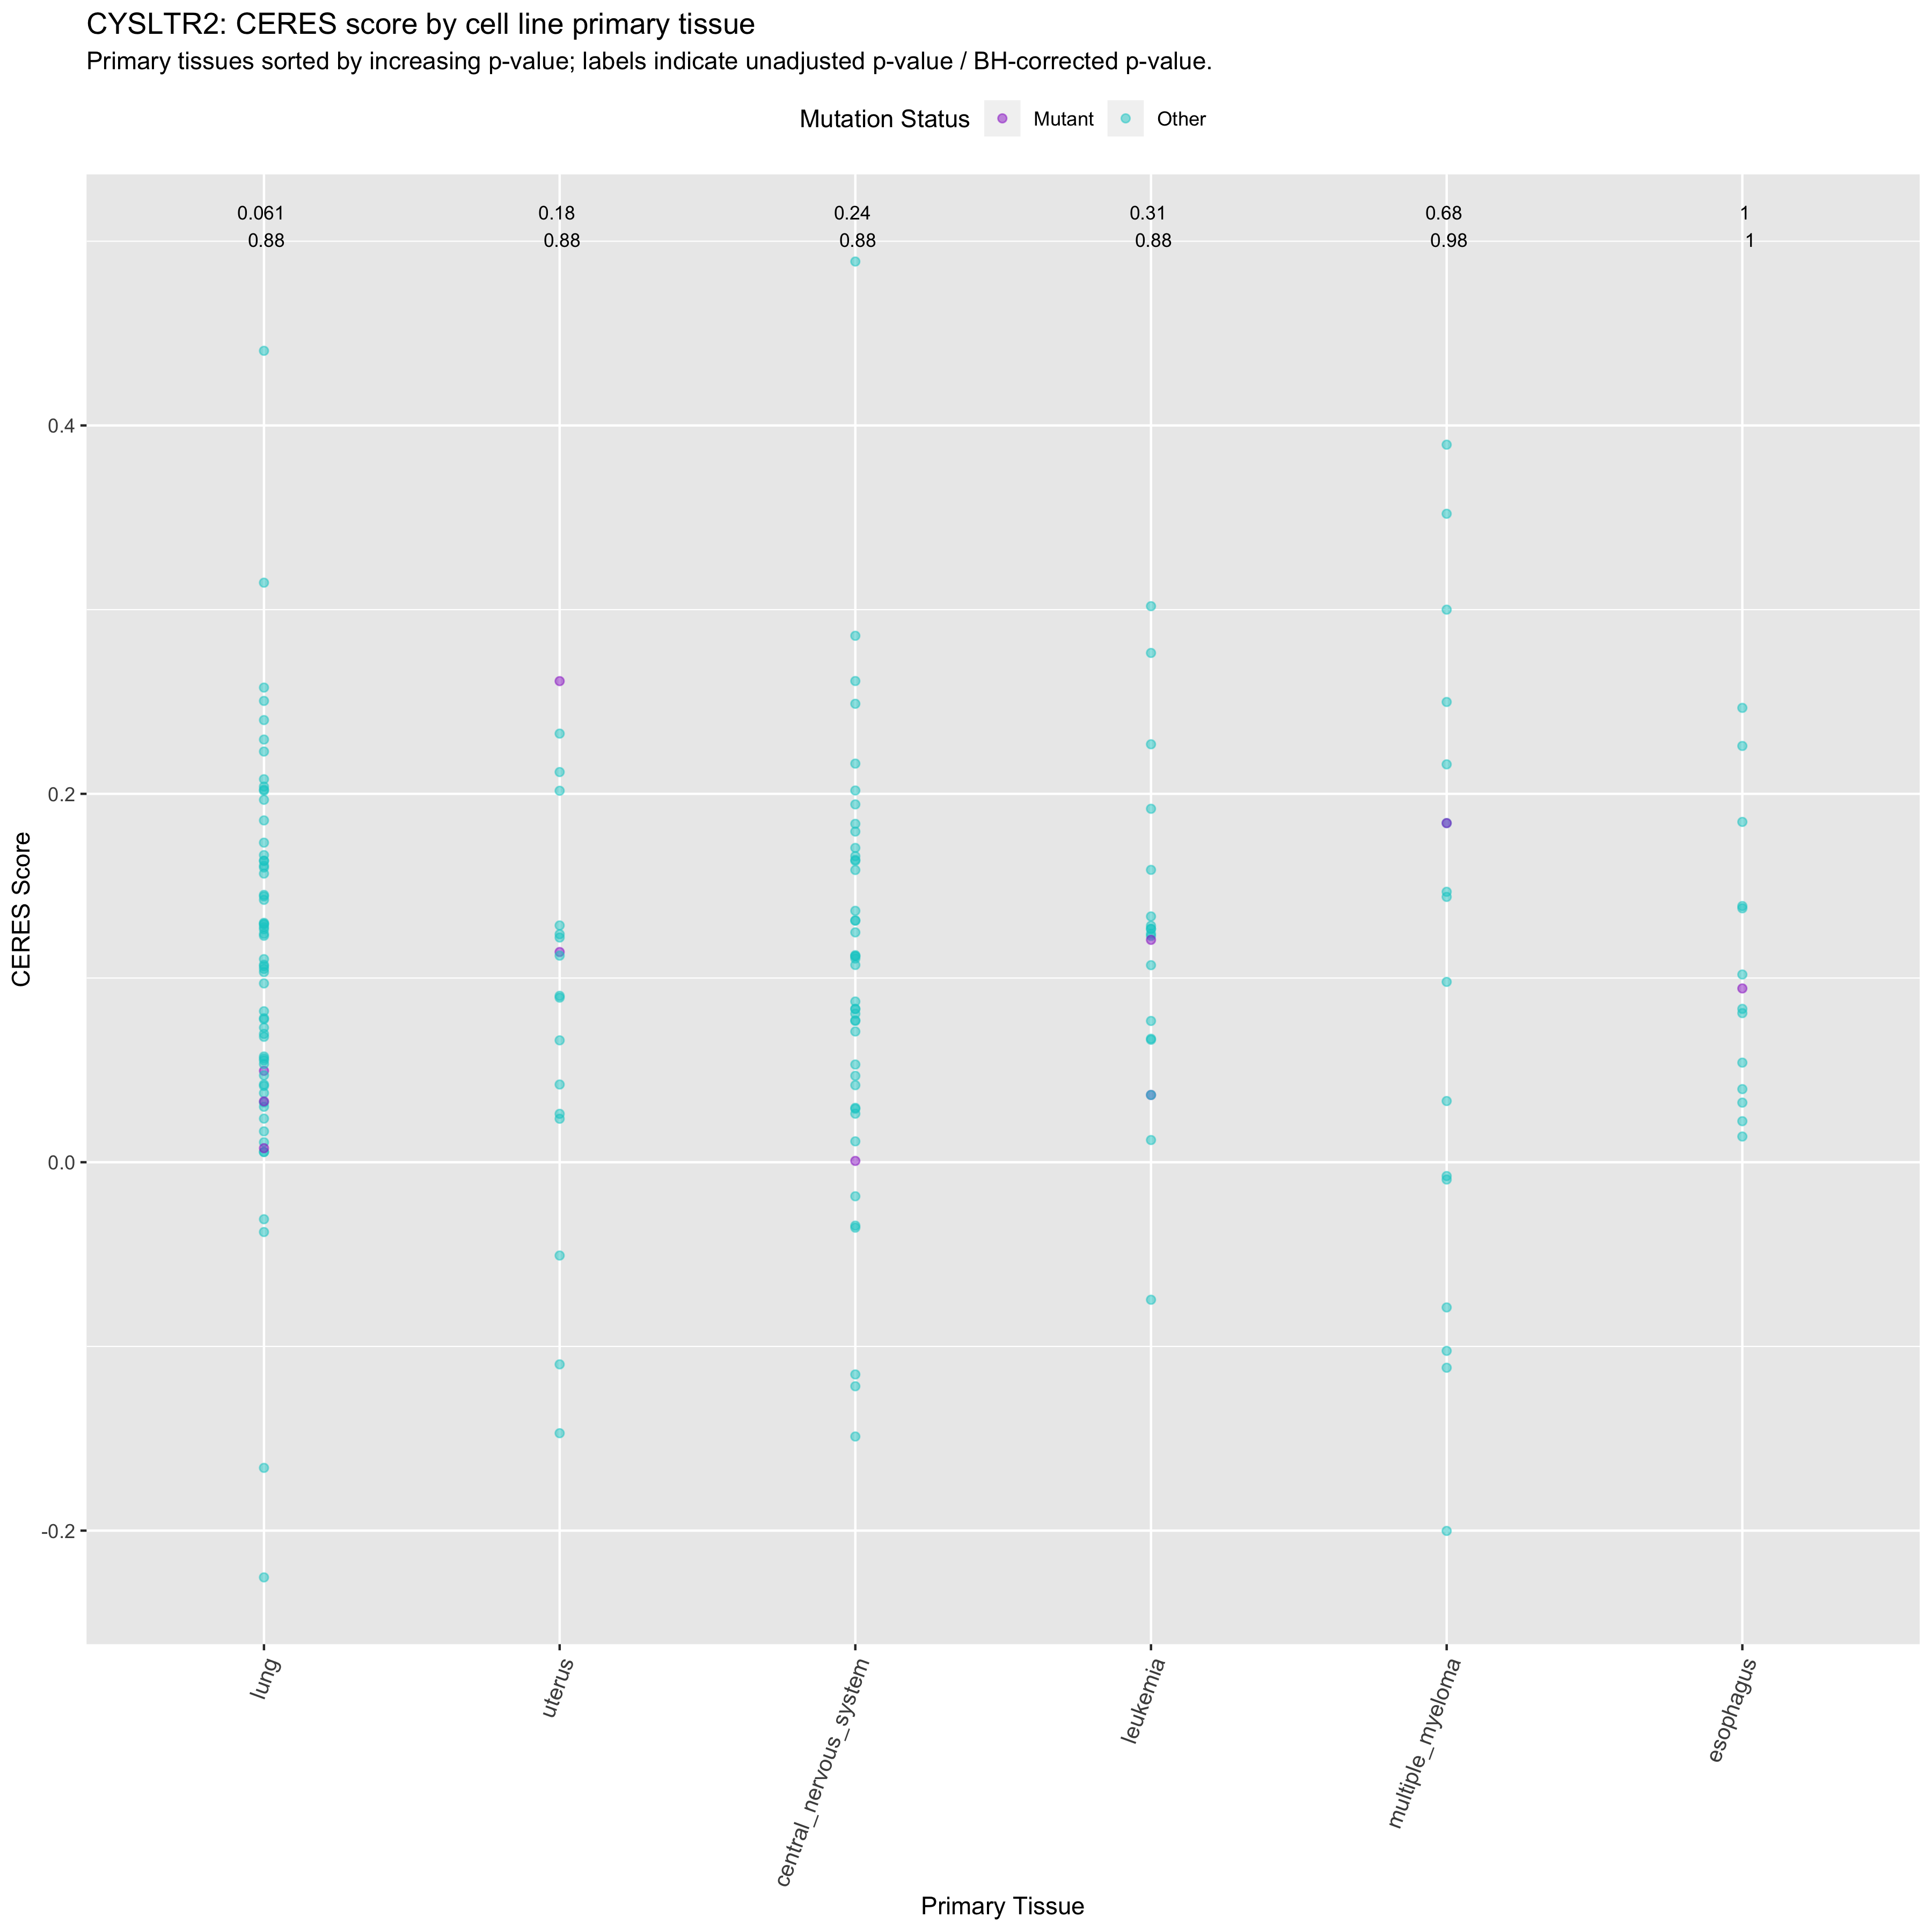 CYSLTR2: CERES score by cell line primary tissue
Primary tissues sorted by increasing p-value; labels indicate unadjusted p-value / BH-corrected p-value.
Mutation Status Mutant Other
0.061 0.18 0.24 0.31 0.68 1
0.88 0.88 0.88 0.88 0.98 1
0.4
0.2
0.0
-0.2
CERES Score
lung uterus central_nervous_system leukemia multiple_myeloma esophagus
Primary Tissue